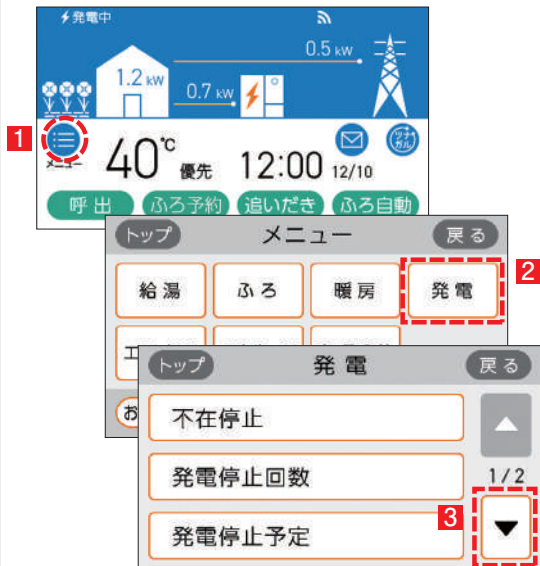 発電中
0.5 kw
1.2 kw
0.7 kw
1
メニュー
40℃ 優先 12:00 12/10
ツナガル
呼出 ふろ予約 追いだき ふろ自動
トップ メニュー 戻る
給湯 ふろ 暖房 発電
2
エ
お
トップ 発電 戻る
不在停止
発電停止回数
1/2
発電停止予定
3